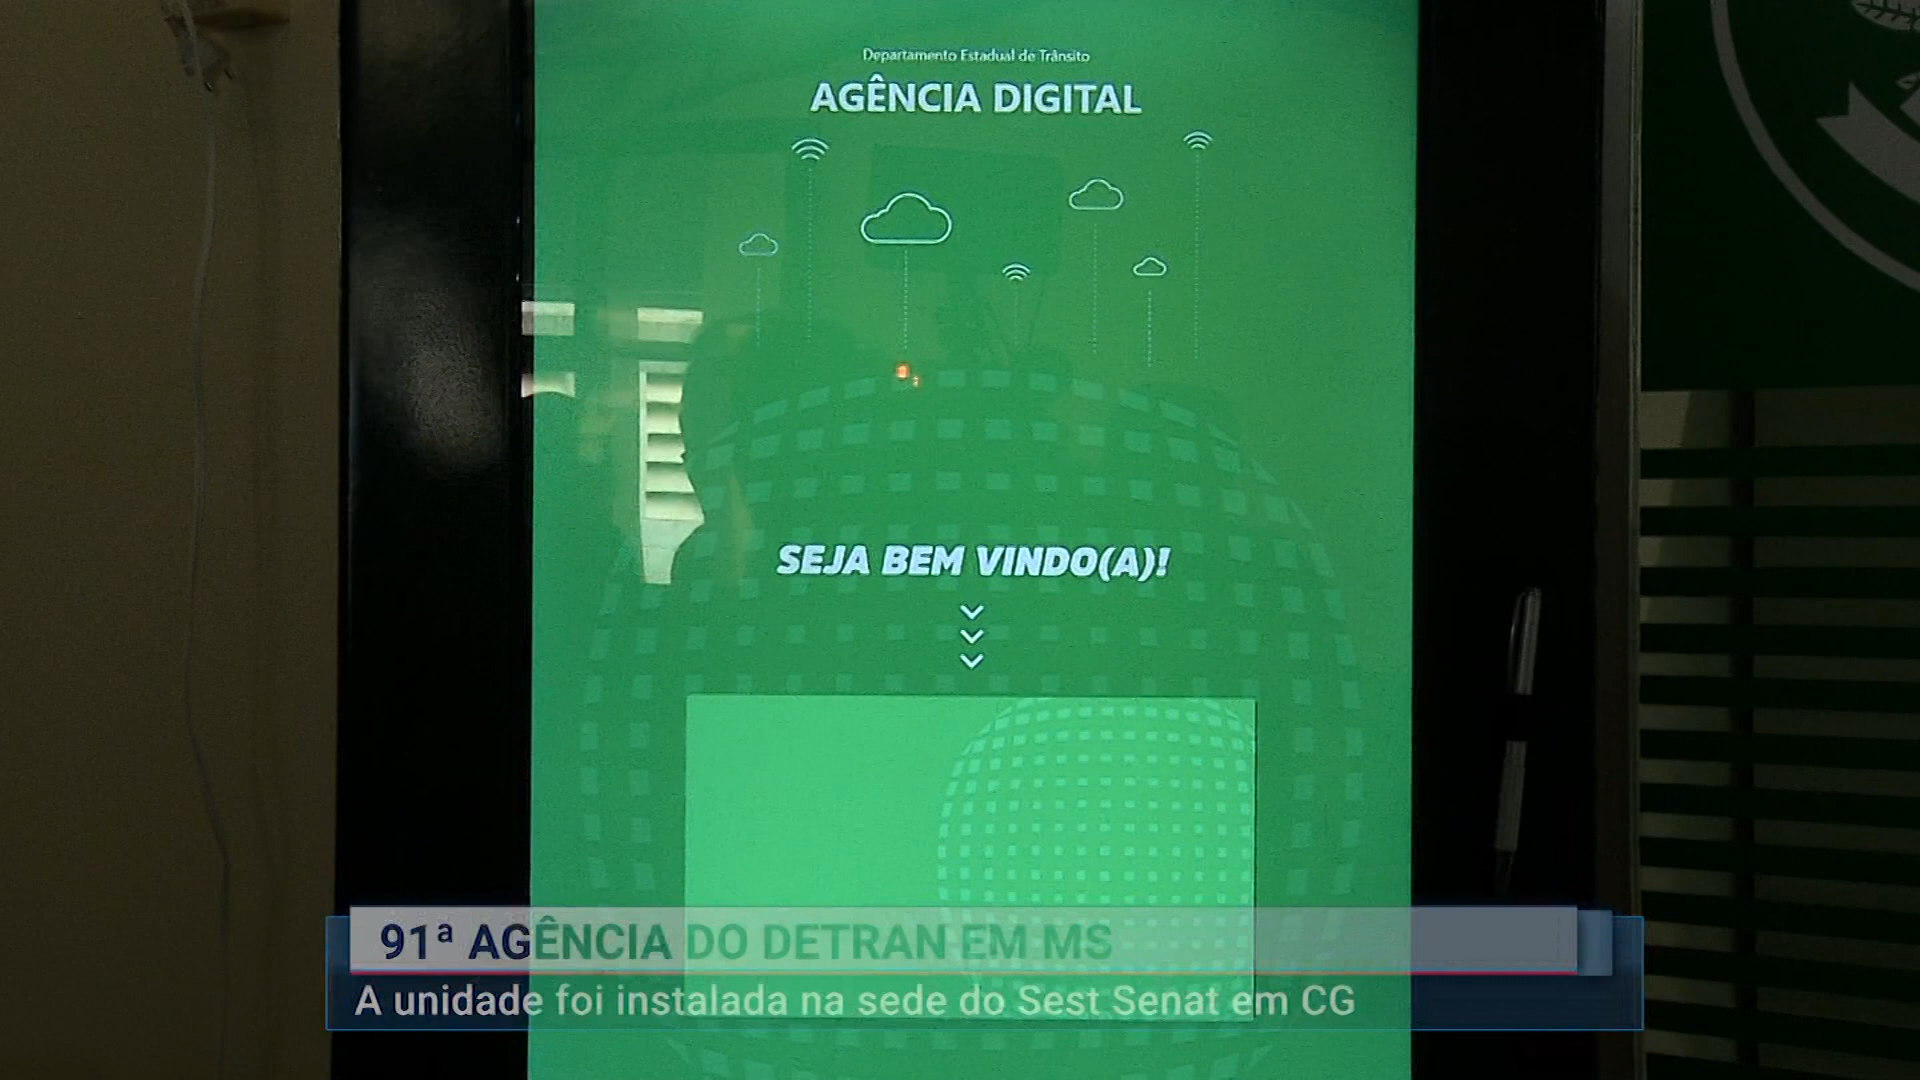 Departamento Estadual de Trânsito
AGÊNCIA DIGITAL
SEJA BEM VINDO(A)!
91ª AGÊNCIA DO DETRAN EM MS
A unidade foi instalada na sede do Sest Senat em CG